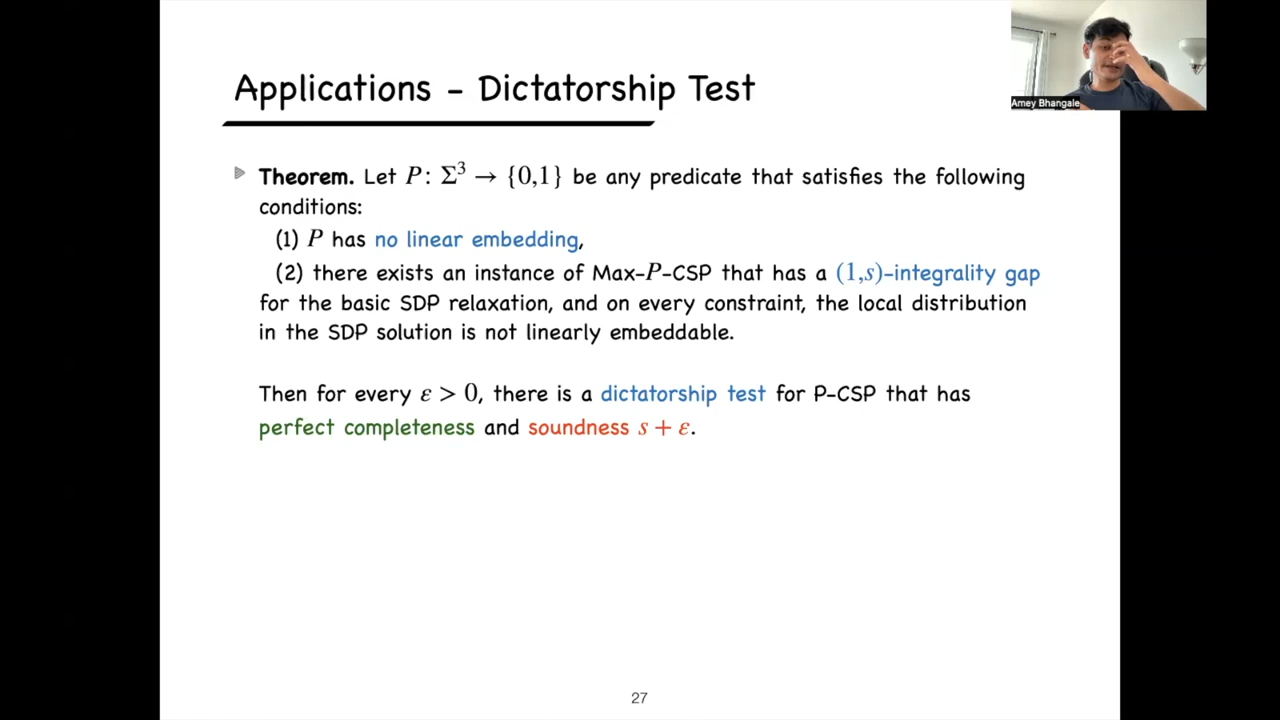 Applications - Dictatorship Test
Amey Bhangale
Theorem. Let P: Σ³ → {0,1} be any predicate that satisfies the following
conditions:
(1) P has no linear embedding,
(2) there exists an instance of Max-P-CSP that has a (1,s)-integrality gap
for the basic SDP relaxation, and on every constraint, the local distribution
in the SDP solution is not linearly embeddable.
Then for every ε > 0, there is a dictatorship test for P-CSP that has
perfect completeness and soundness s + ε.
27